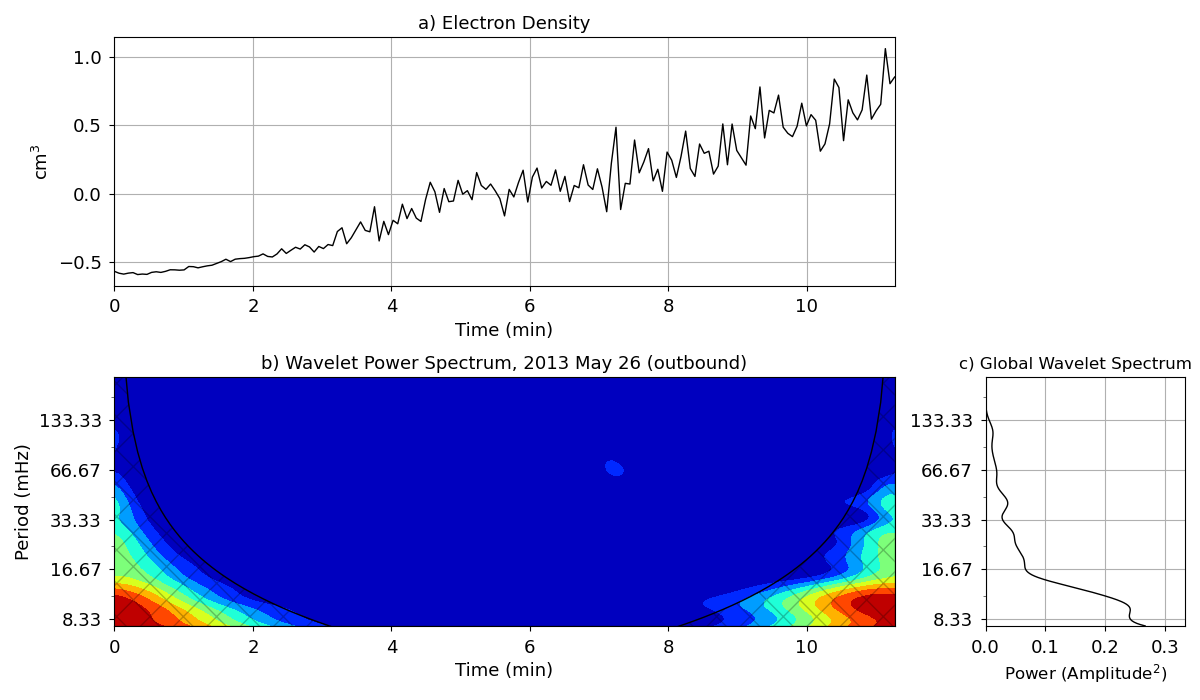 a) Electron Density
1.0
0.5
0.0
−0.5
cm³
0 2 4 6 8 10
Time (min)
b) Wavelet Power Spectrum, 2013 May 26 (outbound)
133.33
66.67
33.33
16.67
8.33
Period (mHz)
0 2 4 6 8 10
Time (min)
c) Global Wavelet Spectrum
133.33
66.67
33.33
16.67
8.33
0.0 0.1 0.2 0.3
Power (Amplitude²)